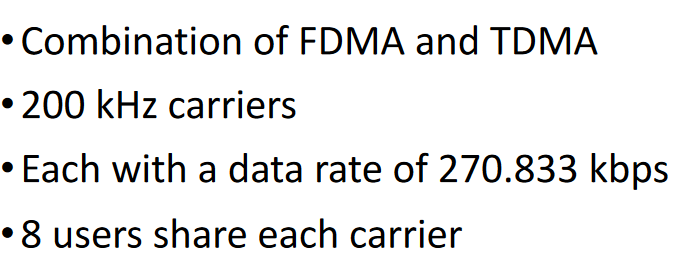 • Combination of FDMA and TDMA
• 200 kHz carriers
• Each with a data rate of 270.833 kbps
• 8 users share each carrier